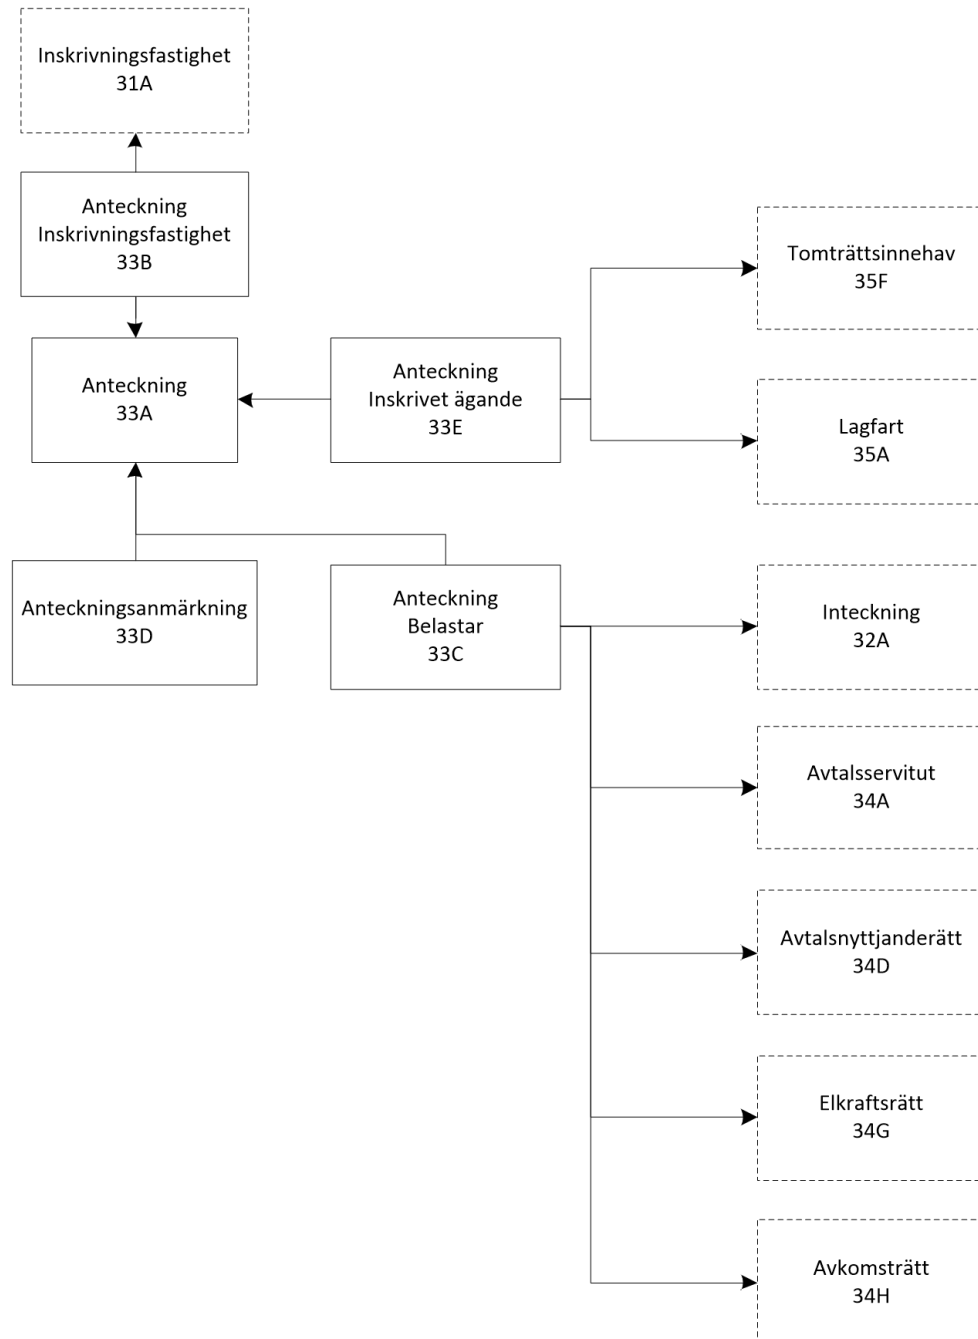 Inskrivningsfastighet
31A
Anteckning
Inskrivningsfastighet
33B
Tomträttsinnehav
35F
Anteckning
33A
Anteckning
Inskrivet ägande
33E
Lagfart
35A
Anteckningsanmärkning
33D
Anteckning
Belastar
33C
Inteckning
32A
Avtalsservitut
34A
Avtalsnyttjanderätt
34D
Elkraftsrätt
34G
Avkomsträtt
34H